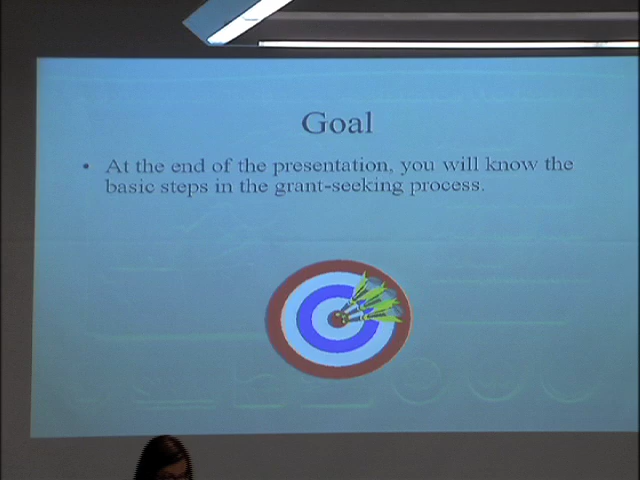 Goal
• At the end of the presentation, you will know the
basic steps in the grant-seeking process.